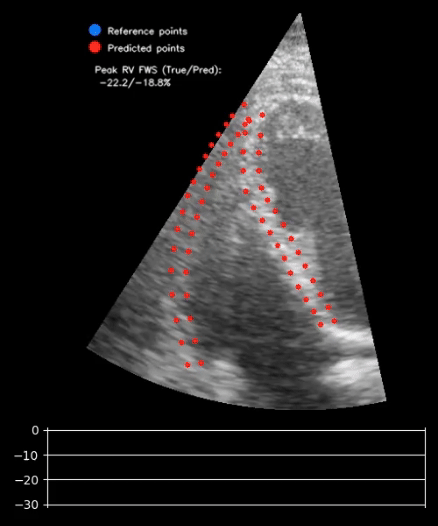 Reference points
Predicted points
Peak RV FWS (True/Pred):
-22.2/-18.8%
0
−10
−20
−30